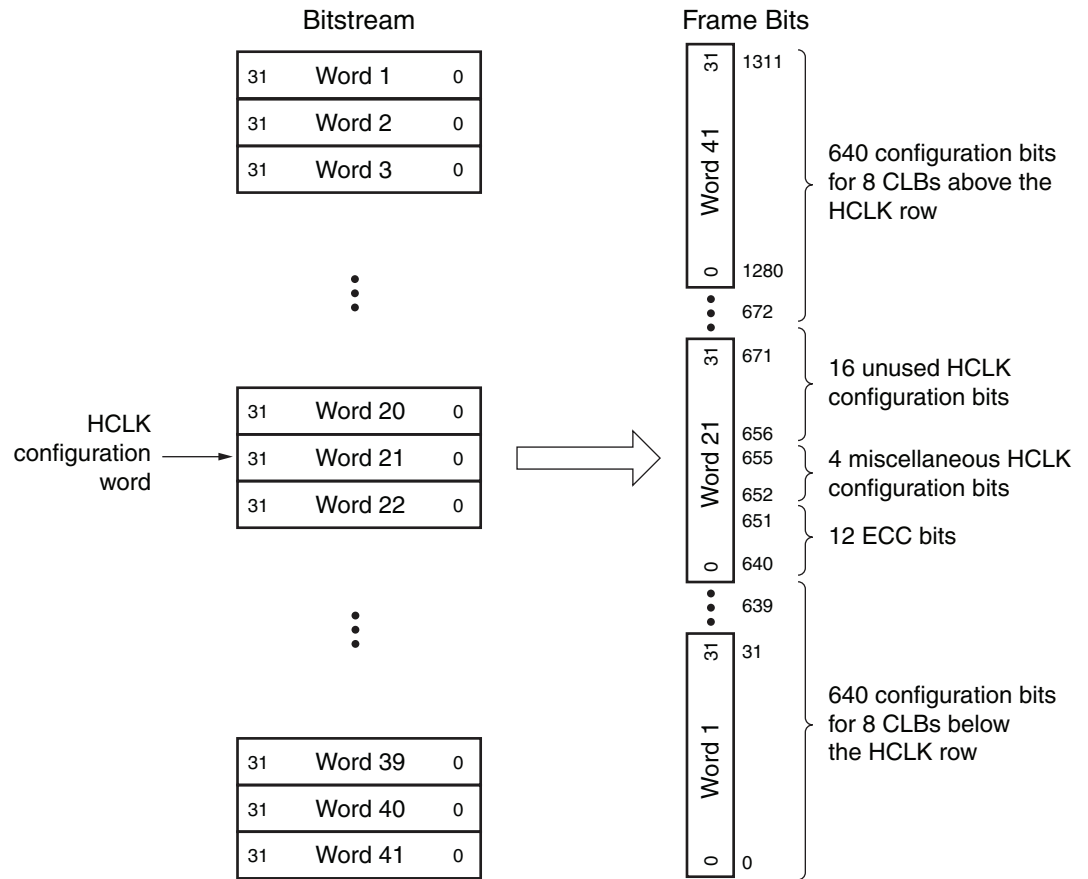 Bitstream
31 Word 1 0
31 Word 2 0
31 Word 3 0
HCLK
configuration
word
31 Word 20 0
31 Word 21 0
31 Word 22 0
31 Word 39 0
31 Word 40 0
31 Word 41 0
Frame Bits
31
Word 41
0
1311
1280
672
640 configuration bits
for 8 CLBs above the
HCLK row
31
Word 21
0
671
656
655
652
651
640
16 unused HCLK
configuration bits
4 miscellaneous HCLK
configuration bits
12 ECC bits
639
31
Word 1
0
31
0
640 configuration bits
for 8 CLBs below
the HCLK row